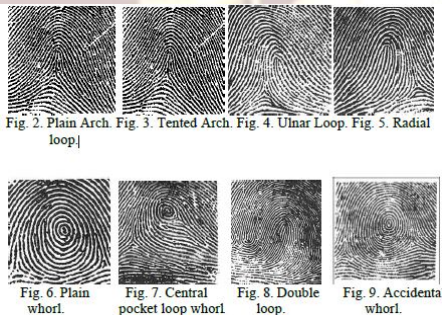 Fig. 2. Plain Arch. Fig. 3. Tented Arch. Fig. 4. Ulnar Loop. Fig. 5. Radial
loop.
Fig. 6. Plain
whorl.
Fig. 7. Central
pocket loop whorl
Fig. 8. Double
loop.
Fig. 9. Accidenta
whorl.